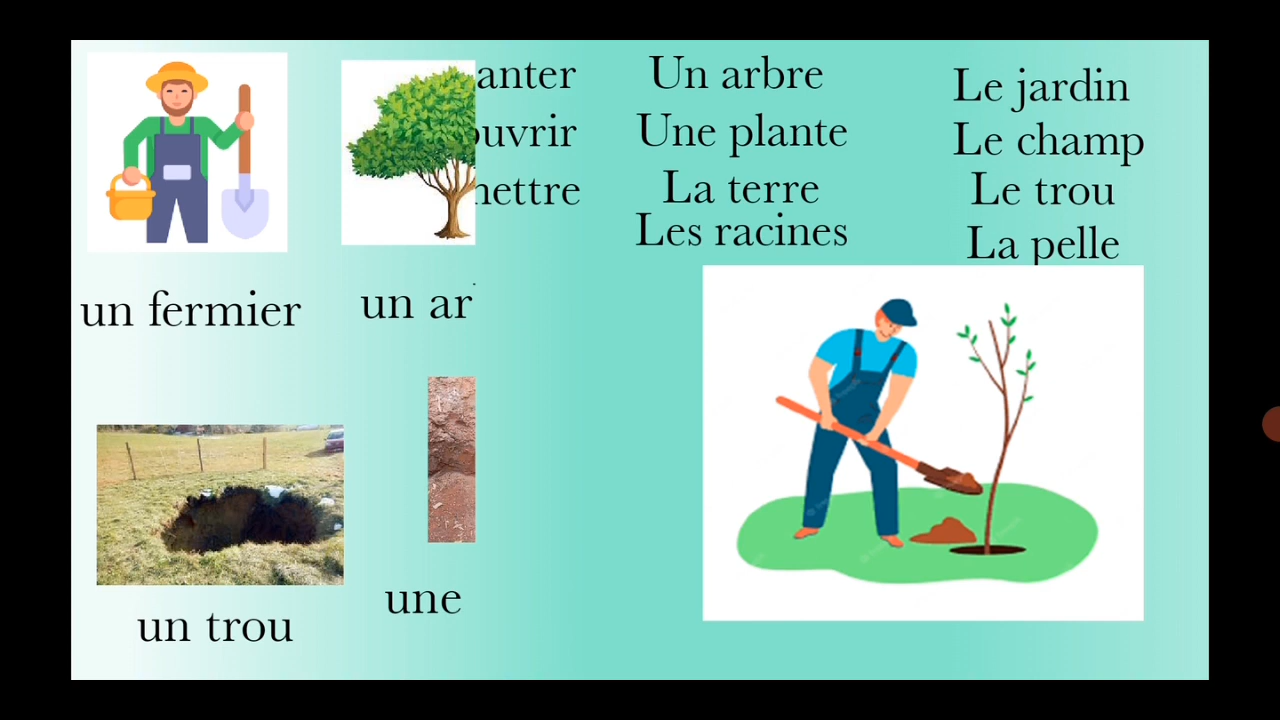 un fermier
un ar
un trou
une
anter
ouvrir
mettre
Un arbre
Une plante
La terre
Les racines
Le jardin
Le champ
Le trou
La pelle